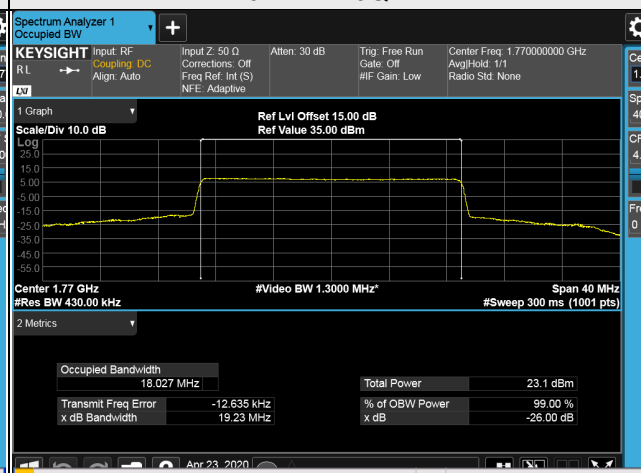 Spectrum Analyzer 1
Occupied BW
+
KEYSIGHT
RL
LXI
Input: RF
Coupling: DC
Align: Auto
Input Z: 50 Ω
Corrections: Off
Freq Ref: Int (S)
NFE: Adaptive
Atten: 30 dB
Trig: Free Run
Gate: Off
#IF Gain: Low
Center Freq: 1.770000000 GHz
Avg|Hold: 1/1
Radio Std: None
1 Graph
Scale/Div 10.0 dB
Ref Lvl Offset 15.00 dB
Ref Value 35.00 dBm
Log
25.0
15.0
5.00
-5.00
-15.0
-25.0
-35.0
-45.0
-55.0
Center 1.77 GHz
#Video BW 1.3000 MHz*
Span 40 MHz
#Res BW 430.00 kHz
#Sweep 300 ms (1001 pts)
2 Metrics
Occupied Bandwidth
18.027 MHz
Total Power 23.1 dBm
Transmit Freq Error -12.635 kHz
% of OBW Power 99.00 %
x dB Bandwidth 19.23 MHz
x dB -26.00 dB
Apr 23, 2020